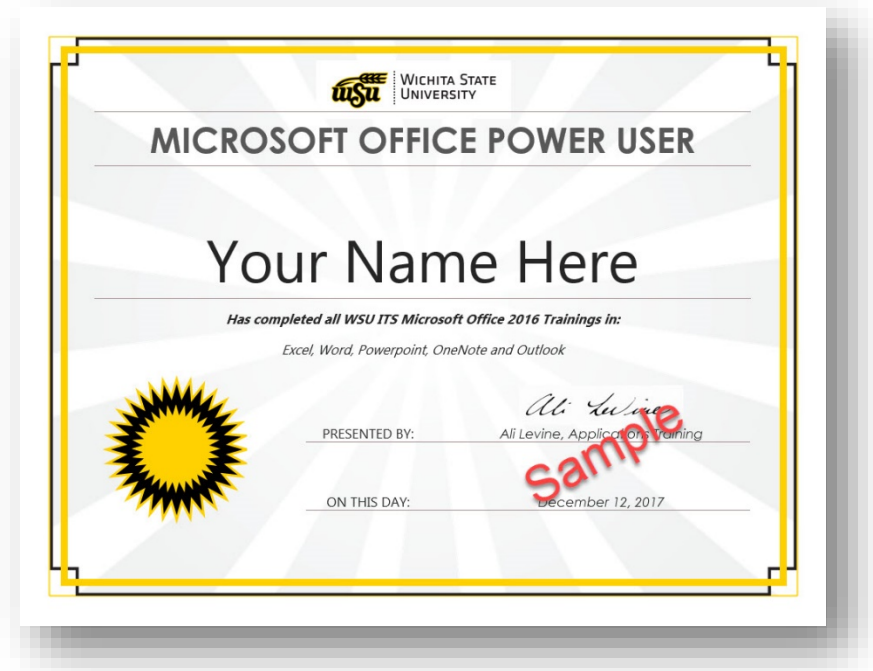 WSU
WICHITA STATE
UNIVERSITY
MICROSOFT OFFICE POWER USER
Your Name Here
Has completed all WSU ITS Microsoft Office 2016 Trainings in:
Excel, Word, Powerpoint, OneNote and Outlook
Ali Levine
PRESENTED BY: Ali Levine, Applications Training
Sample
ON THIS DAY: December 12, 2017